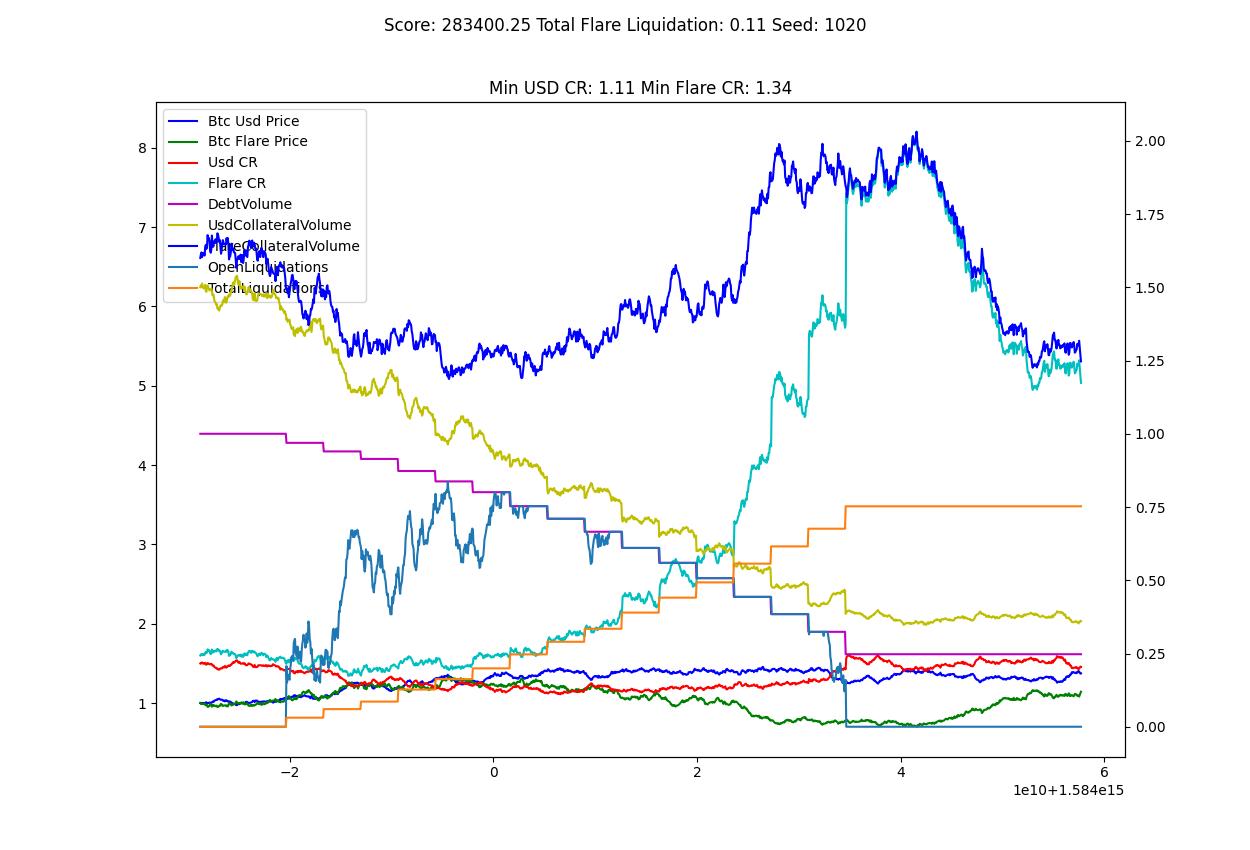 Score: 283400.25 Total Flare Liquidation: 0.11 Seed: 1020
Min USD CR: 1.11 Min Flare CR: 1.34
Btc Usd Price
Btc Flare Price
Usd CR
Flare CR
DebtVolume
UsdCollateralVolume
FlareCollateralVolume
OpenLiquidations
TotalLiquidations
8
7
6
5
4
3
2
1
2.00
1.75
1.50
1.25
1.00
0.75
0.50
0.25
0.00
−2
0
2
4
6
1e10+1.584e15